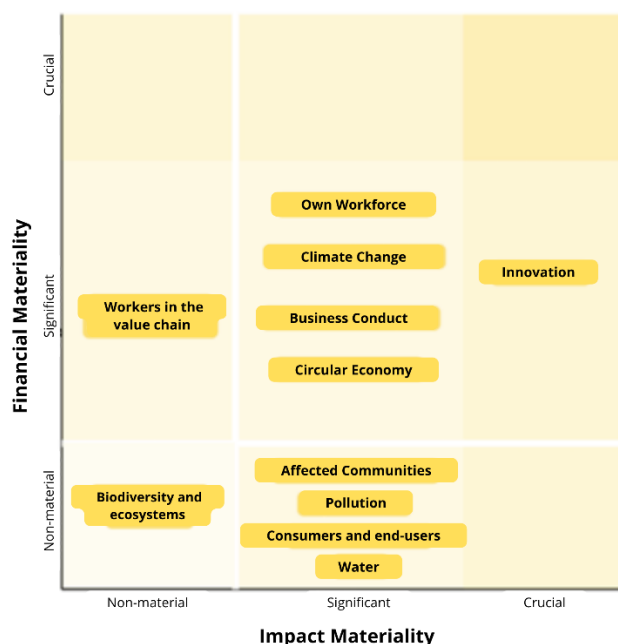 Crucial
Own Workforce
Climate Change
Innovation
Financial Materiality
Significant
Workers in the
value chain
Business Conduct
Circular Economy
Affected Communities
Biodiversity and
ecosystems
Pollution
Non-material
Consumers and end-users
Water
Non-material
Significant
Crucial
Impact Materiality